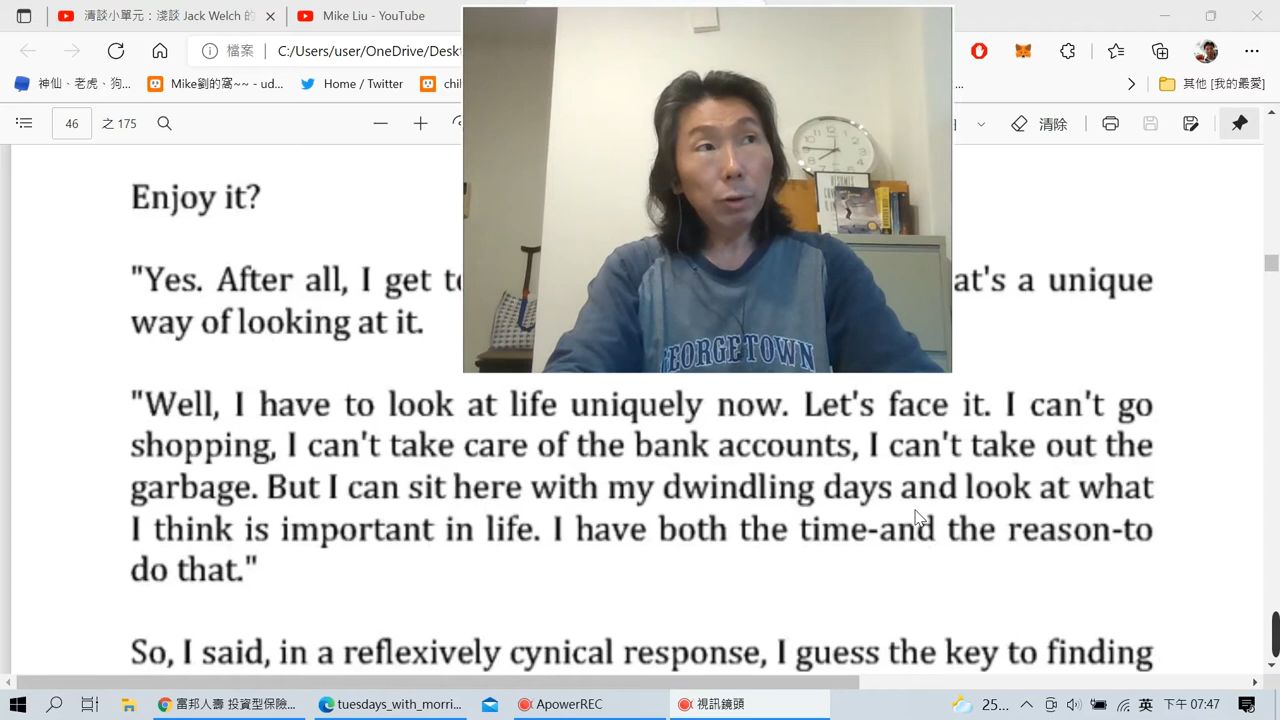 清談小單元 : 淺談 Jack Welch 的
Mike Liu - YouTube
檔案
C:/Users/user/OneDrive/Desk
神仙、老虎、狗...
Mike劉的窩~~ - ud...
Home / Twitter
chi
其他 [我的最愛]
46 之 175
清除
Enjoy it?
"Yes. After all, I get to
at's a unique
way of looking at it.
GEORGETOWN
"Well, I have to look at life uniquely now. Let's face it. I can't go
shopping, I can't take care of the bank accounts, I can't take out the
garbage. But I can sit here with my dwindling days and look at what
I think is important in life. I have both the time-and the reason-to
do that."
So, I said, in a reflexively cynical response, I guess the key to finding
富邦人壽 投資型保險...
tuesdays_with_morri...
ApowerREC
視訊鏡頭
25...
英
下午 07:47